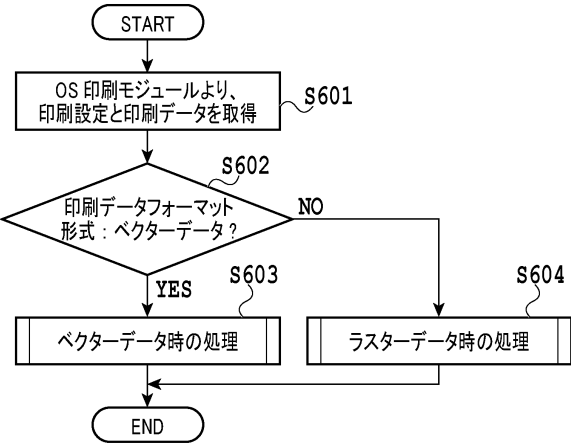 START
OS 印刷モジュールより、
印刷設定と印刷データを取得
S601
S602
印刷データフォーマット
形式：ベクターデータ？
NO
YES
S603
S604
ベクターデータ時の処理
ラスターデータ時の処理
END